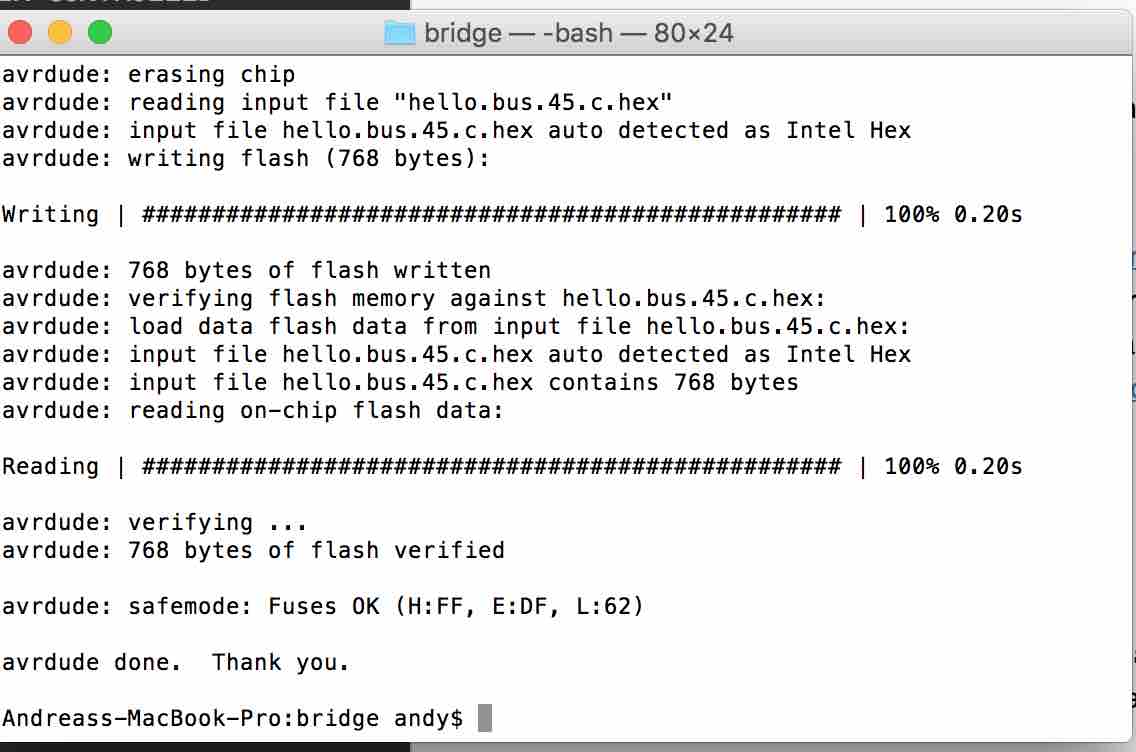 bridge — -bash — 80×24
avrdude: erasing chip
avrdude: reading input file "hello.bus.45.c.hex"
avrdude: input file hello.bus.45.c.hex auto detected as Intel Hex
avrdude: writing flash (768 bytes):
Writing | ################################################## | 100% 0.20s
avrdude: 768 bytes of flash written
avrdude: verifying flash memory against hello.bus.45.c.hex:
avrdude: load data flash data from input file hello.bus.45.c.hex:
avrdude: input file hello.bus.45.c.hex auto detected as Intel Hex
avrdude: input file hello.bus.45.c.hex contains 768 bytes
avrdude: reading on-chip flash data:
Reading | ################################################## | 100% 0.20s
avrdude: verifying ...
avrdude: 768 bytes of flash verified
avrdude: safemode: Fuses OK (H:FF, E:DF, L:62)
avrdude done.  Thank you.
Andreass-MacBook-Pro:bridge andy$